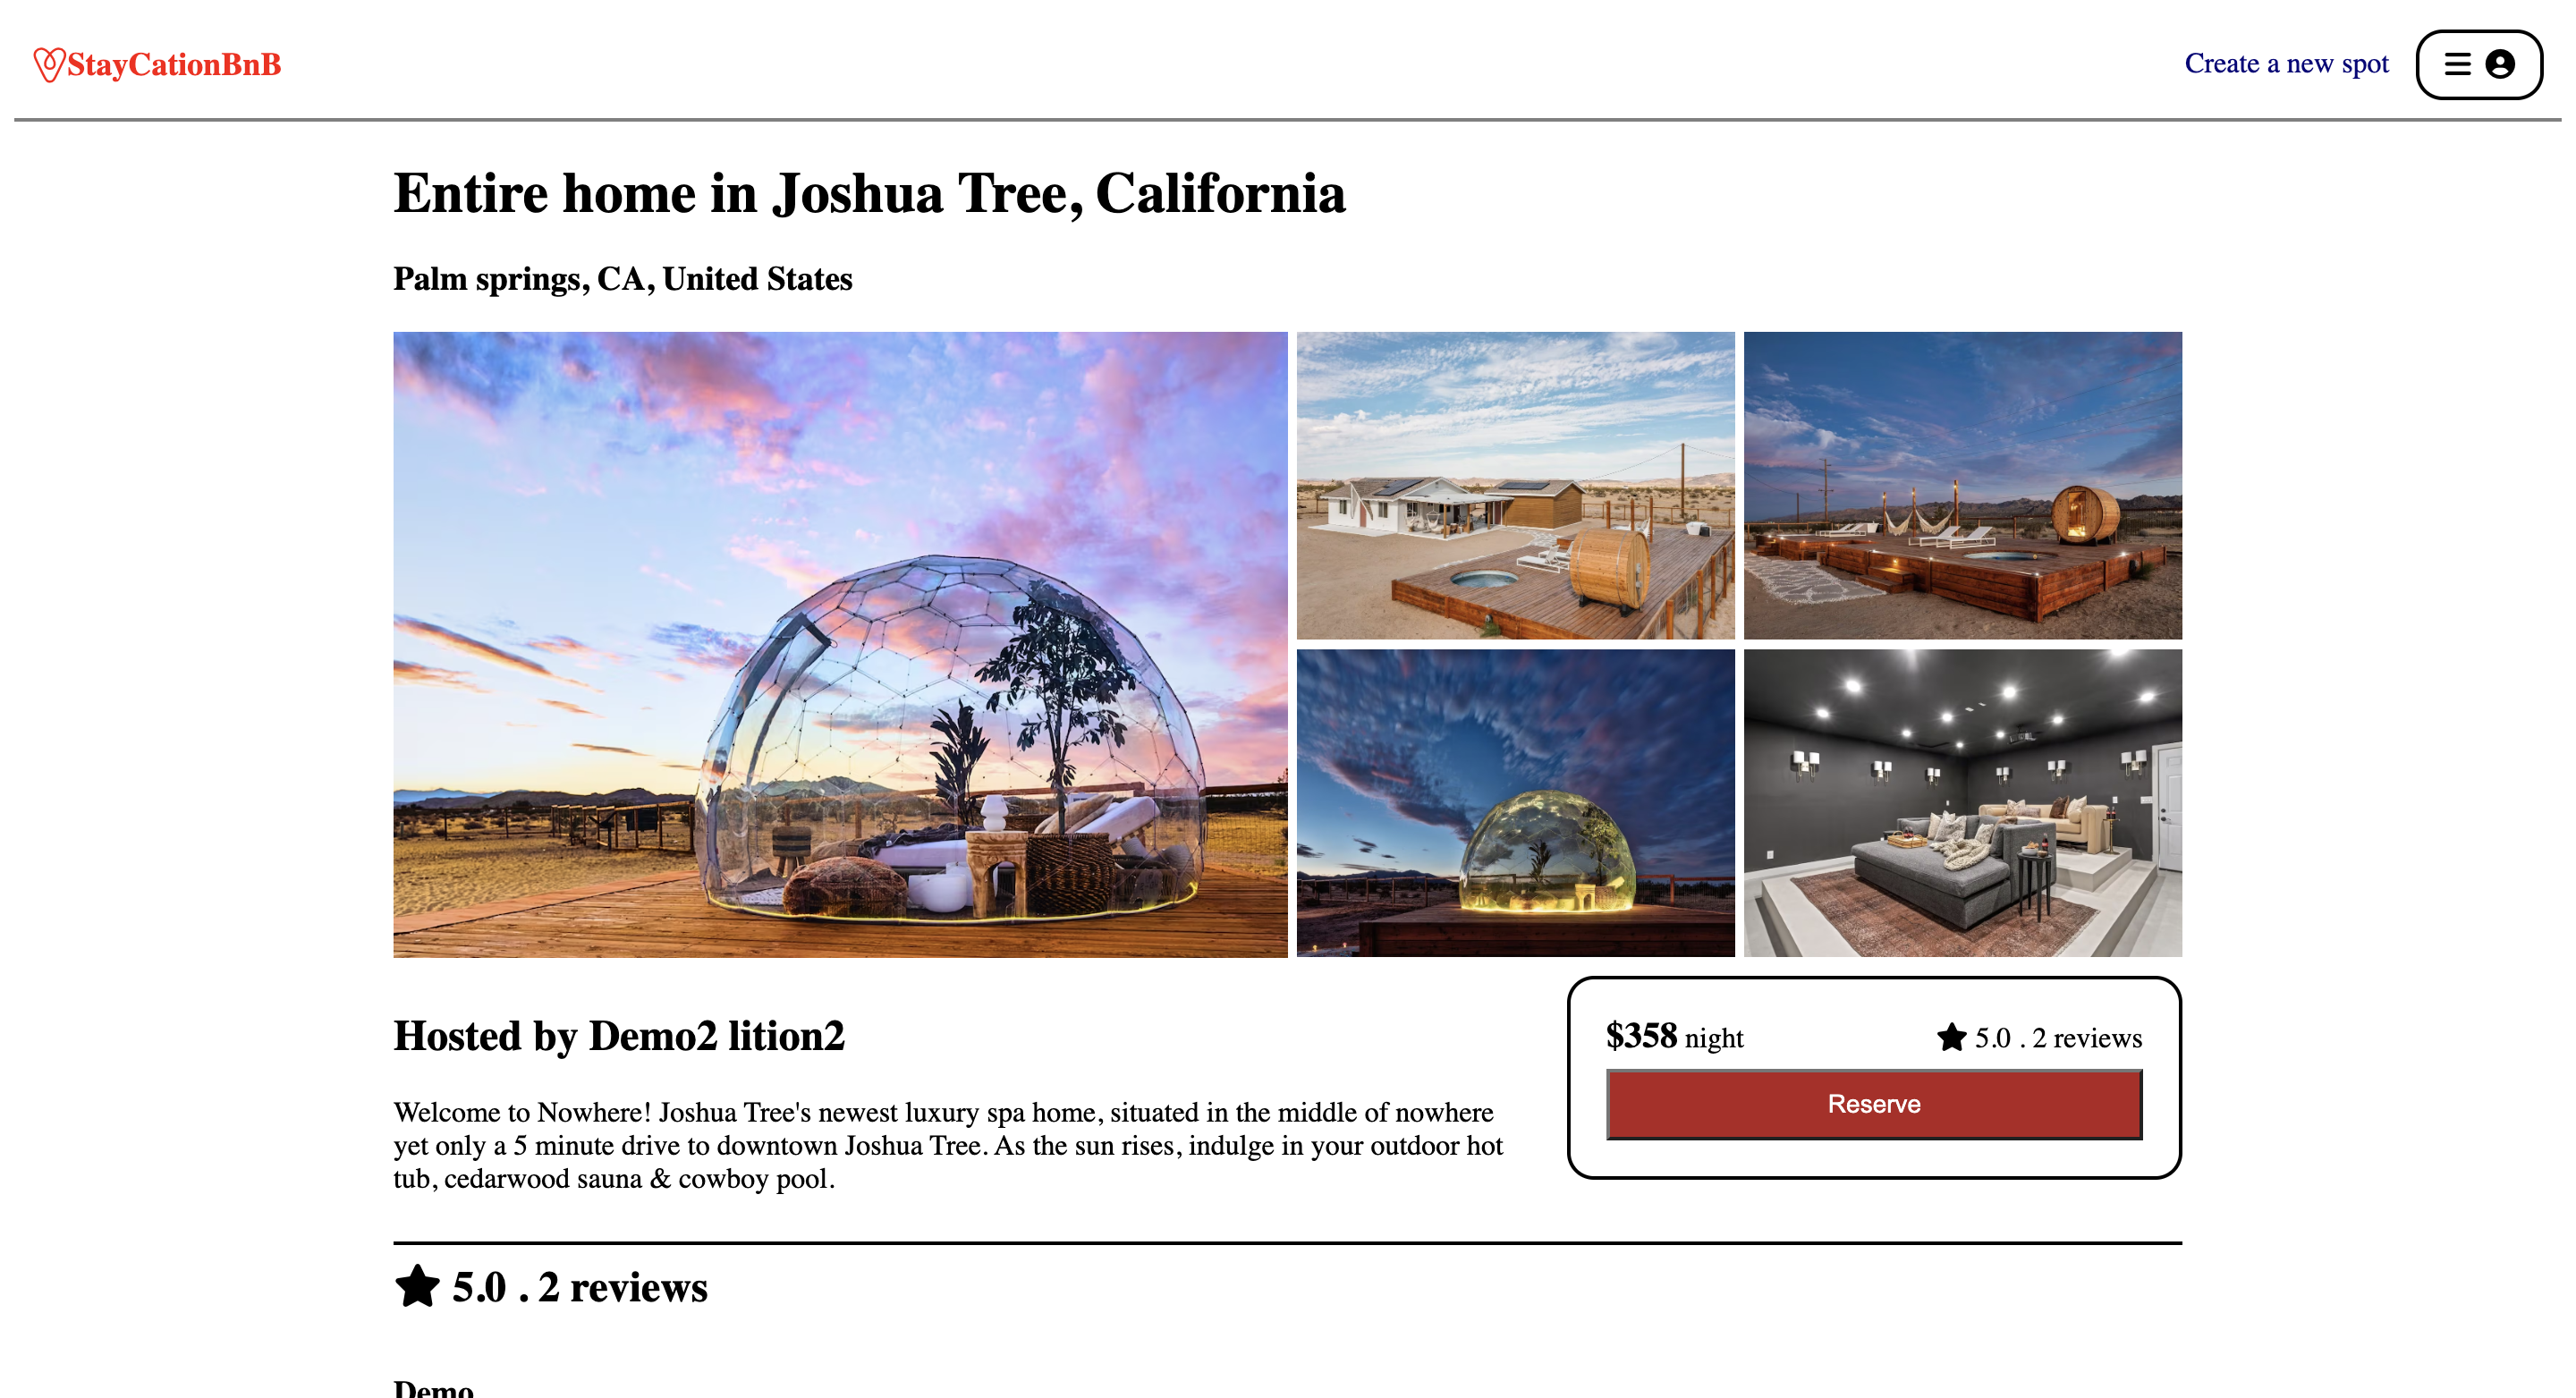 StayCationBnB
Create a new spot
Entire home in Joshua Tree, California
Palm springs, CA, United States
Hosted by Demo2 lition2
Welcome to Nowhere! Joshua Tree's newest luxury spa home, situated in the middle of nowhere
yet only a 5 minute drive to downtown Joshua Tree. As the sun rises, indulge in your outdoor hot
tub, cedarwood sauna & cowboy pool.
$358 night
5.0 . 2 reviews
Reserve
5.0 . 2 reviews
Demo